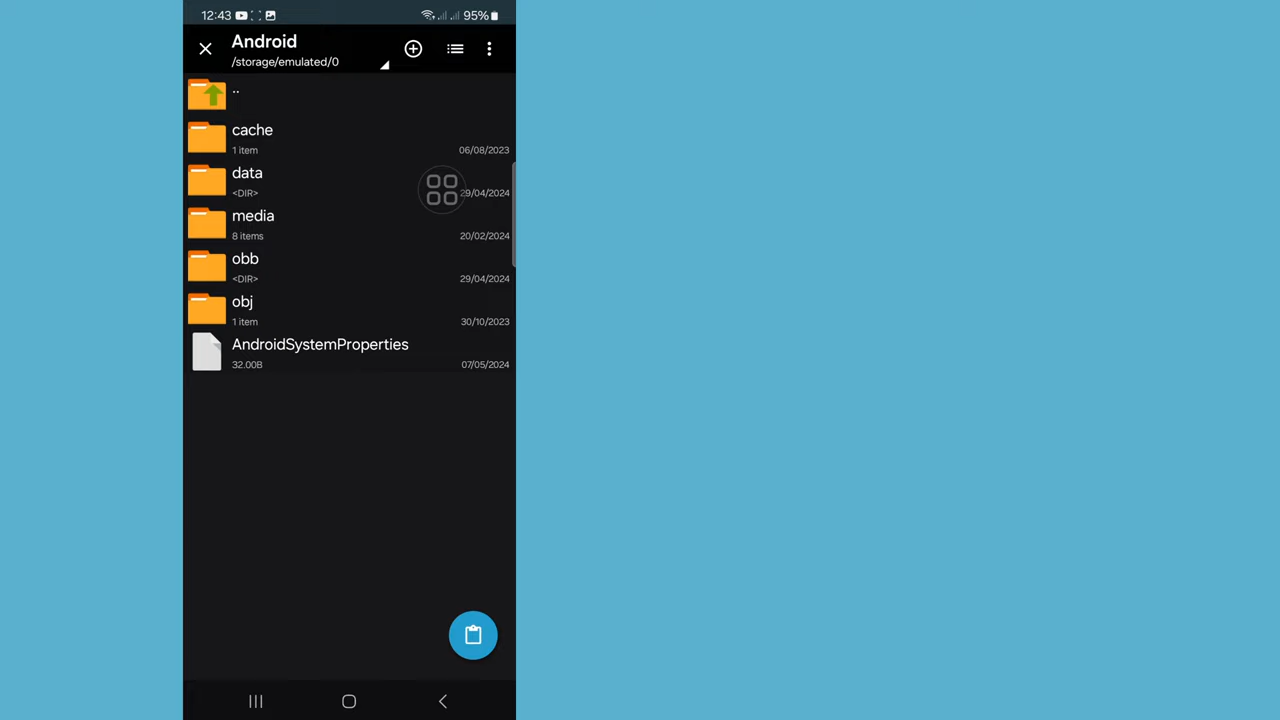 12:43 95%
Android
/storage/emulated/0
..
cache
1 item 06/08/2023
data
<DIR> 29/04/2024
media
8 items 20/02/2024
obb
<DIR> 29/04/2024
obj
1 item 30/10/2023
AndroidSystemProperties
32.00B 07/05/2024